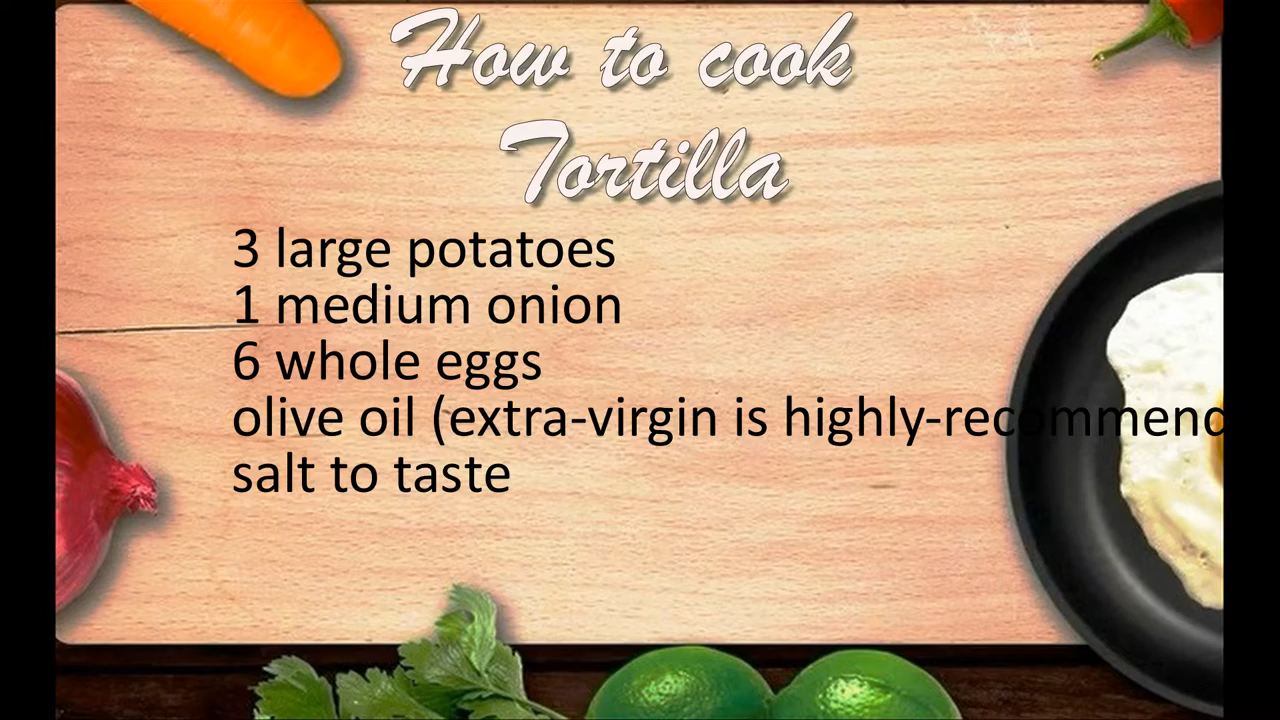 How to cook
Tortilla
3 large potatoes
1 medium onion
6 whole eggs
olive oil (extra-virgin is highly-recommend
salt to taste